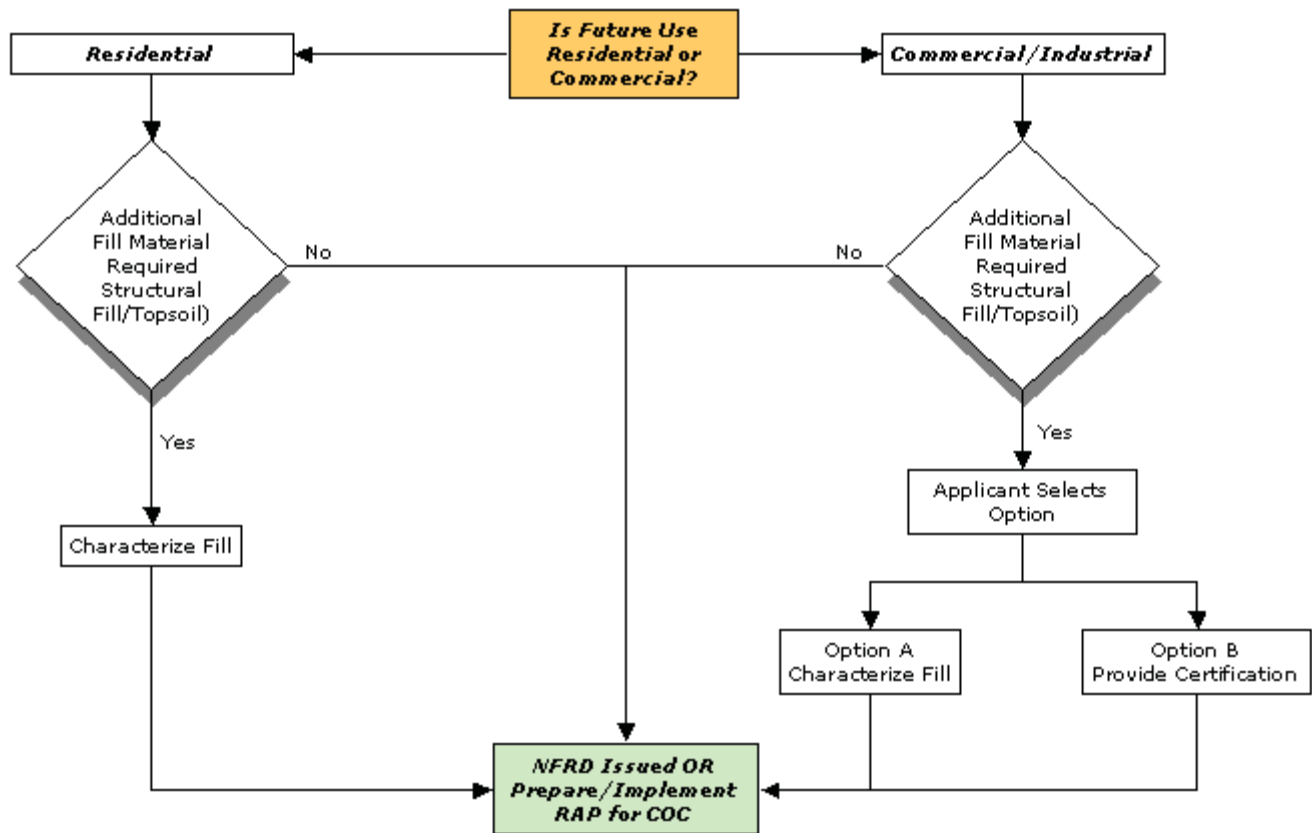 Is Future Use
Residential or
Commercial?
Residential
Commercial/Industrial
Additional
Fill Material
Required
Structural
Fill/Topsoil)
No
Yes
Characterize Fill
Additional
Fill Material
Required
Structural
Fill/Topsoil)
No
Yes
Applicant Selects
Option
Option A
Characterize Fill
Option B
Provide Certification
NFRD Issued OR
Prepare/Implement
RAP for COC